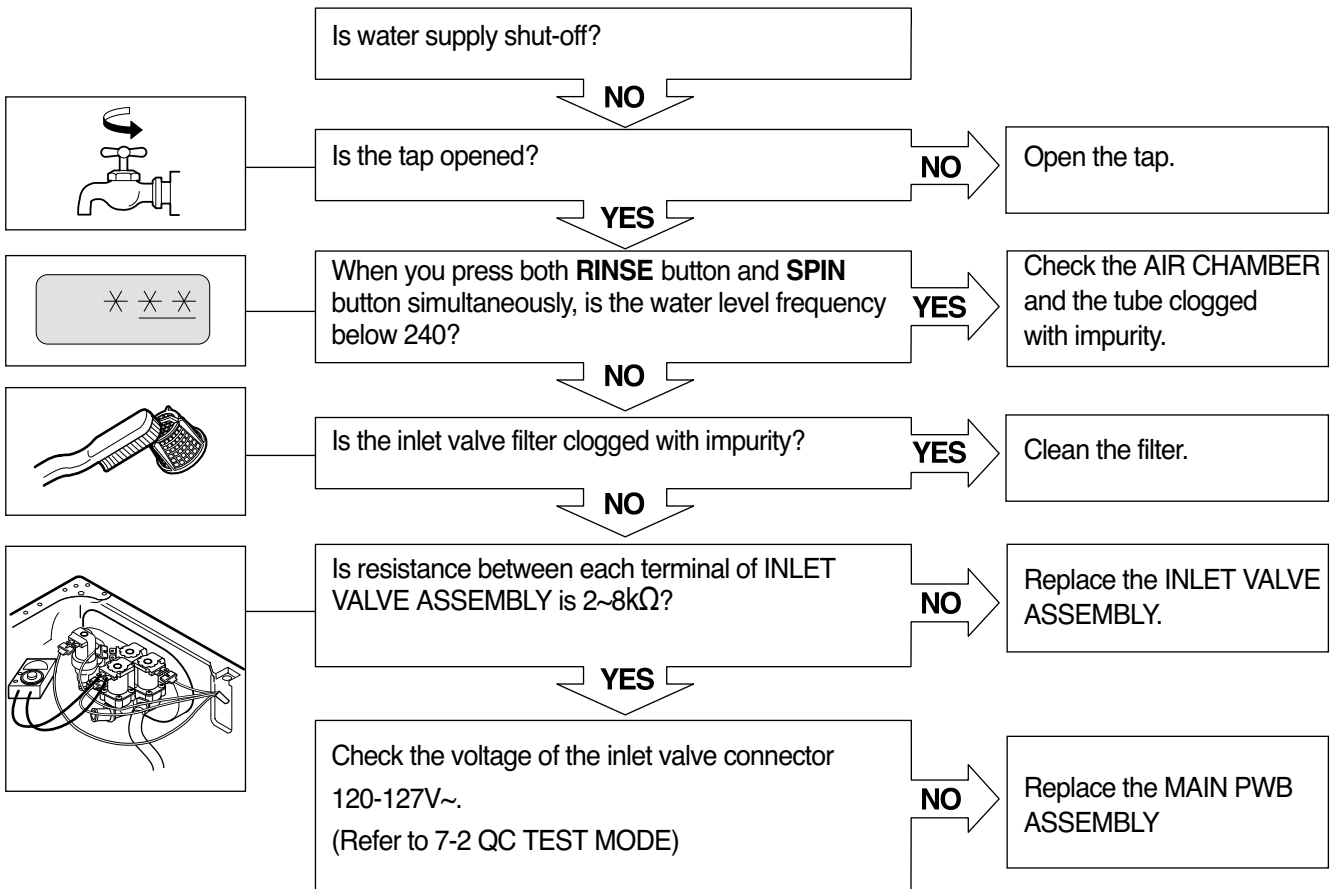 Is water supply shut-off?
NO
Is the tap opened?
NO
Open the tap.
YES
When you press both RINSE button and SPIN
button simultaneously, is the water level frequency
below 240?
YES
Check the AIR CHAMBER
and the tube clogged
with impurity.
* * *
NO
Is the inlet valve filter clogged with impurity?
YES
Clean the filter.
NO
Is resistance between each terminal of INLET
VALVE ASSEMBLY is 2~8kΩ?
NO
Replace the INLET VALVE
ASSEMBLY.
YES
Check the voltage of the inlet valve connector
120-127V~.
(Refer to 7-2 QC TEST MODE)
NO
Replace the MAIN PWB
ASSEMBLY